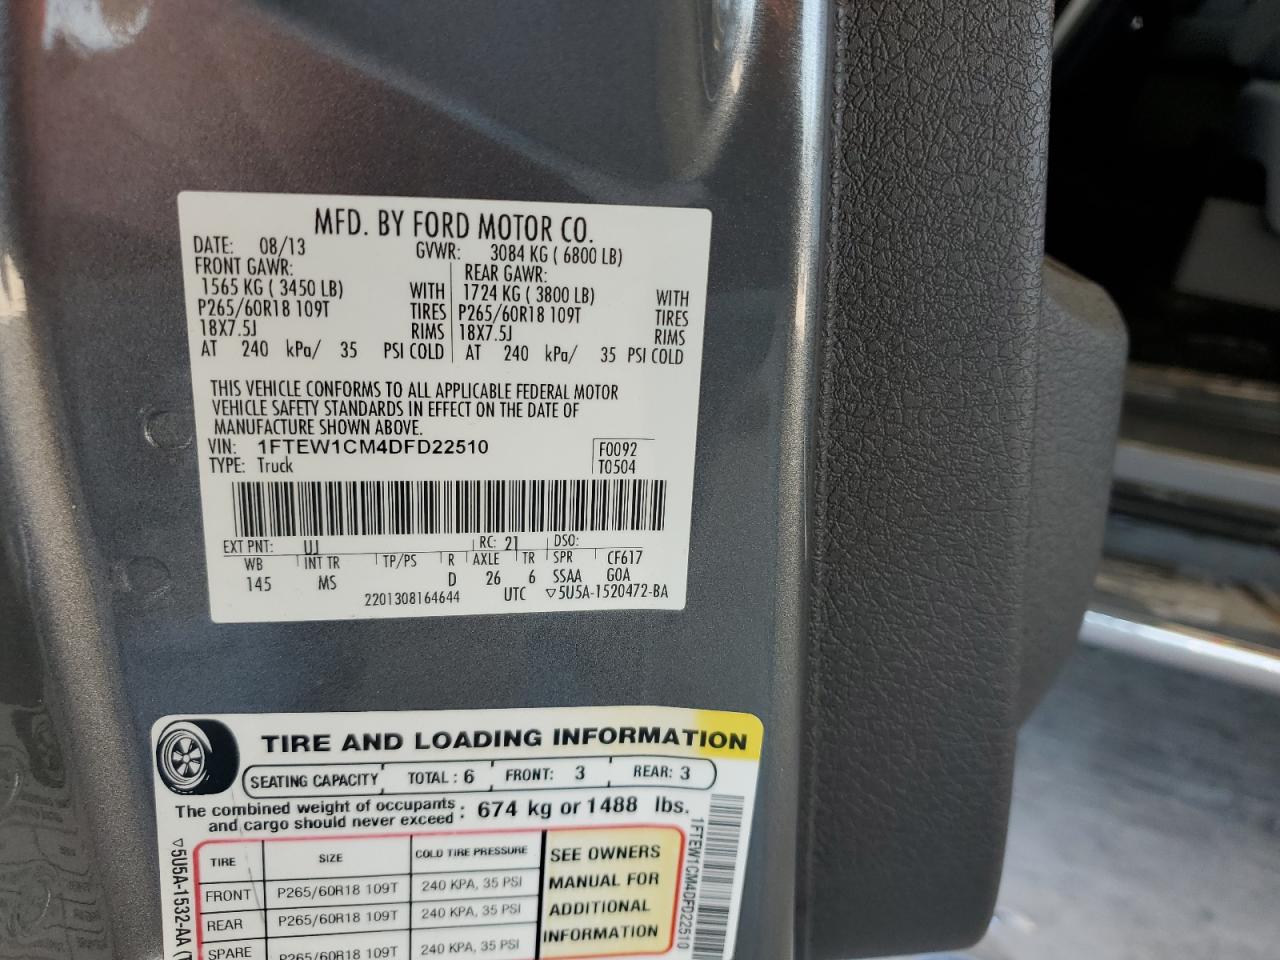 MFD. BY FORD MOTOR CO.
DATE: 08/13 GVWR: 3084 KG ( 6800 LB)
FRONT GAWR: REAR GAWR:
1565 KG ( 3450 LB) WITH 1724 KG ( 3800 LB) WITH
P265/60R18 109T TIRES P265/60R18 109T TIRES
18X7.5J RIMS 18X7.5J RIMS
AT 240 kPa/ 35 PSI COLD AT 240 kPa/ 35 PSI COLD
THIS VEHICLE CONFORMS TO ALL APPLICABLE FEDERAL MOTOR
VEHICLE SAFETY STANDARDS IN EFFECT ON THE DATE OF
MANUFACTURE SHOWN ABOVE.
VIN: 1FTEW1CM4DFD22510 F0092
TYPE: Truck T0504
EXT PNT: UJ RC: 21 DSO:
WB INT TR TP/PS R AXLE TR SPR CF617
145 MS D 26 6 SSAA GOA
2201308164644 UTC ▽5U5A-1520472-BA
TIRE AND LOADING INFORMATION
SEATING CAPACITY TOTAL : 6 FRONT: 3 REAR: 3
The combined weight of occupants and cargo should never exceed : 674 kg or 1488 lbs.
TIRE SIZE COLD TIRE PRESSURE
FRONT P265/60R18 109T 240 KPA, 35 PSI
REAR P265/60R18 109T 240 KPA, 35 PSI
SPARE P265/60R18 109T 240 KPA, 35 PSI
SEE OWNERS
MANUAL FOR
ADDITIONAL
INFORMATION
▽5U5A-1532-AA (T
1FTEW1CM4DFD22510